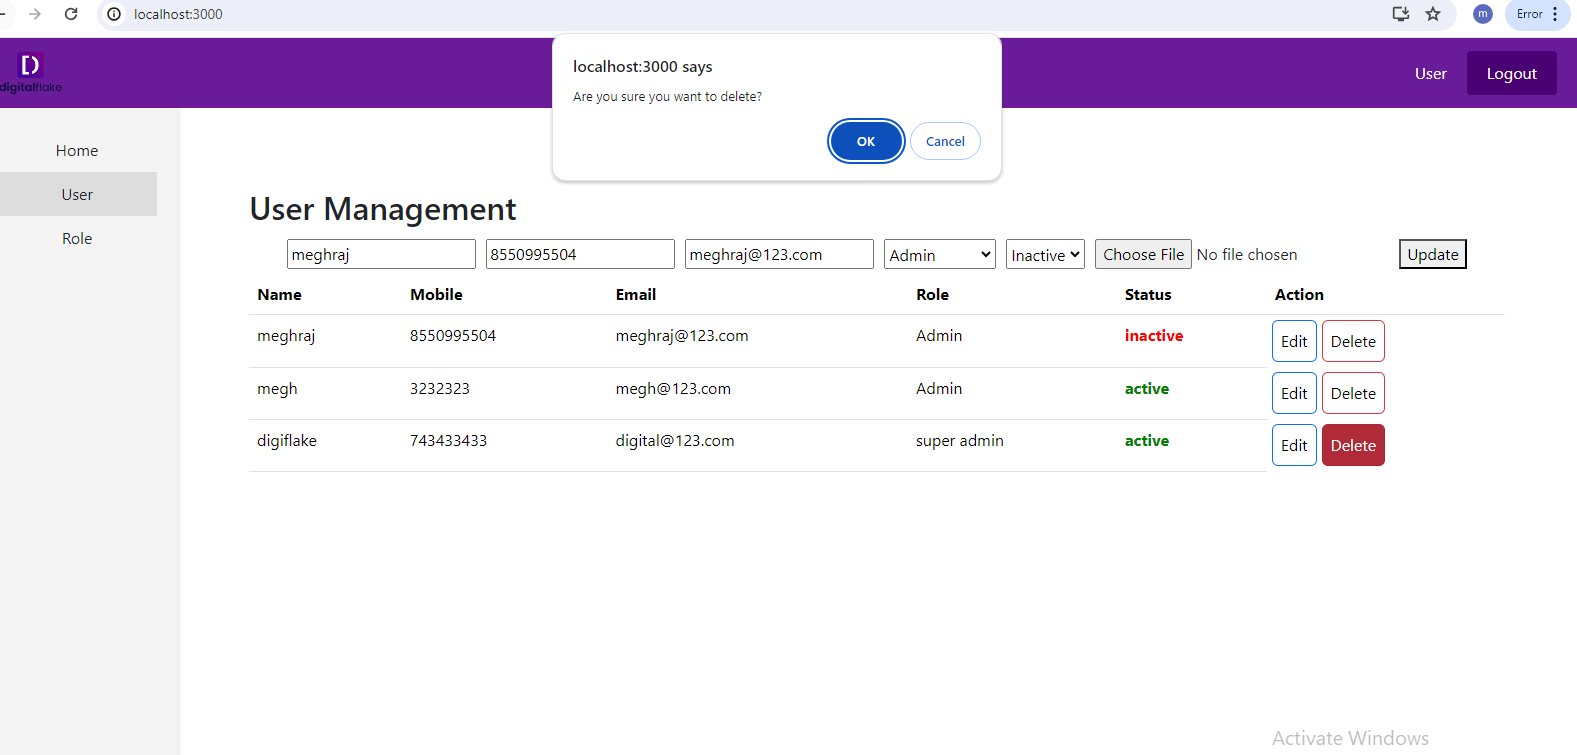 localhost:3000
m
Error
digitalflake
User
Logout
localhost:3000 says
Are you sure you want to delete?
OK
Cancel
Home
User
Role
User Management
meghraj 8550995504 meghraj@123.com Admin Inactive Choose File No file chosen Update
Name Mobile Email Role Status Action
meghraj 8550995504 meghraj@123.com Admin inactive Edit Delete
megh 3232323 megh@123.com Admin active Edit Delete
digiflake 743433433 digital@123.com super admin active Edit Delete
Activate Windows